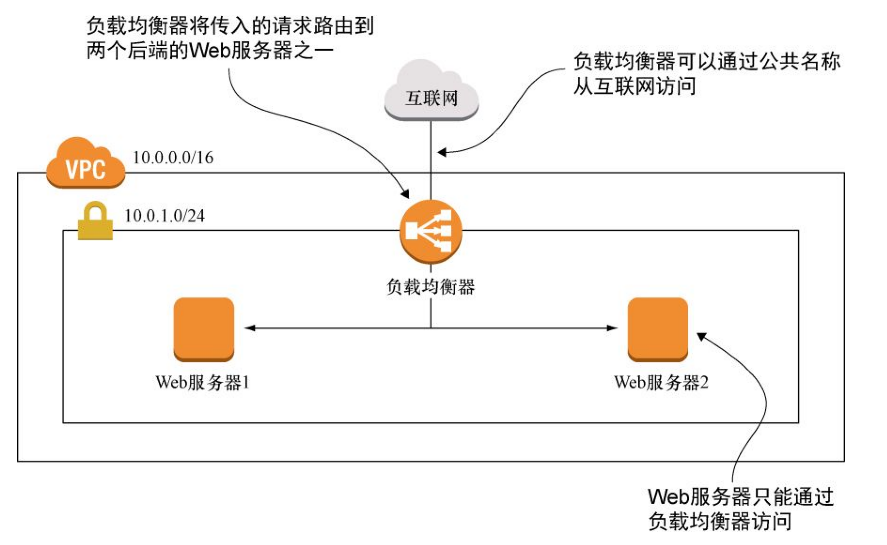 负载均衡器将传入的请求路由到
两个后端的Web服务器之一
负载均衡器可以通过公共名称
从互联网访问
互联网
VPC
10.0.0.0/16
10.0.1.0/24
负载均衡器
Web服务器1
Web服务器2
Web服务器只能通过
负载均衡器访问